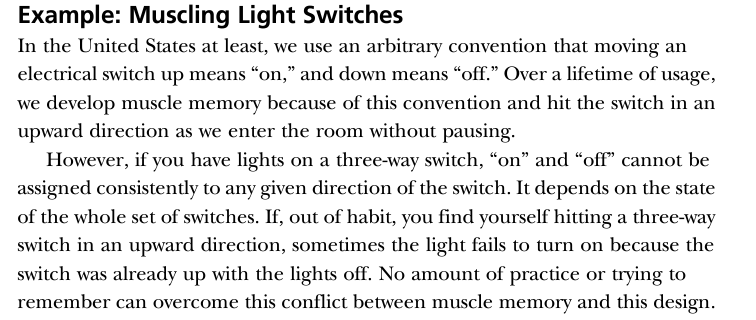 Example: Muscling Light Switches
In the United States at least, we use an arbitrary convention that moving an
electrical switch up means “on,” and down means “off.” Over a lifetime of usage,
we develop muscle memory because of this convention and hit the switch in an
upward direction as we enter the room without pausing.
However, if you have lights on a three-way switch, “on” and “off” cannot be
assigned consistently to any given direction of the switch. It depends on the state
of the whole set of switches. If, out of habit, you find yourself hitting a three-way
switch in an upward direction, sometimes the light fails to turn on because the
switch was already up with the lights off. No amount of practice or trying to
remember can overcome this conflict between muscle memory and this design.